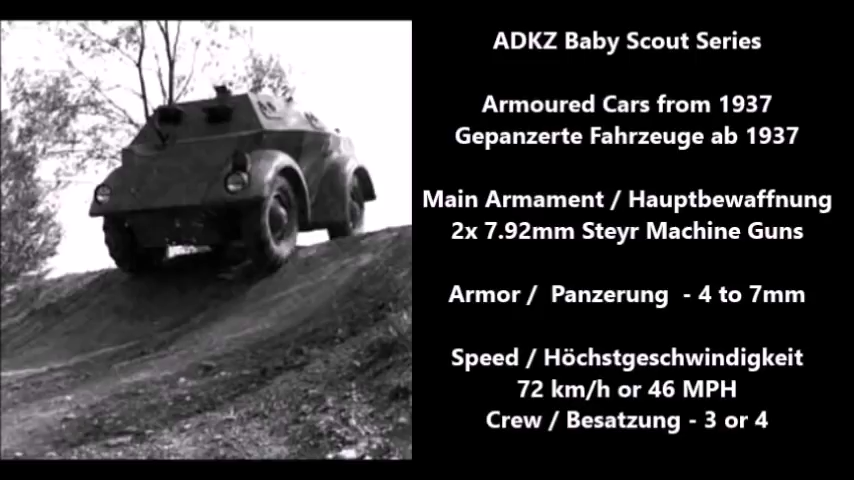 ADKZ Baby Scout Series
Armoured Cars from 1937
Gepanzerte Fahrzeuge ab 1937
Main Armament / Hauptbewaffnung
2x 7.92mm Steyr Machine Guns
Armor /  Panzerung  - 4 to 7mm
Speed / Höchstgeschwindigkeit
72 km/h or 46 MPH
Crew / Besatzung - 3 or 4